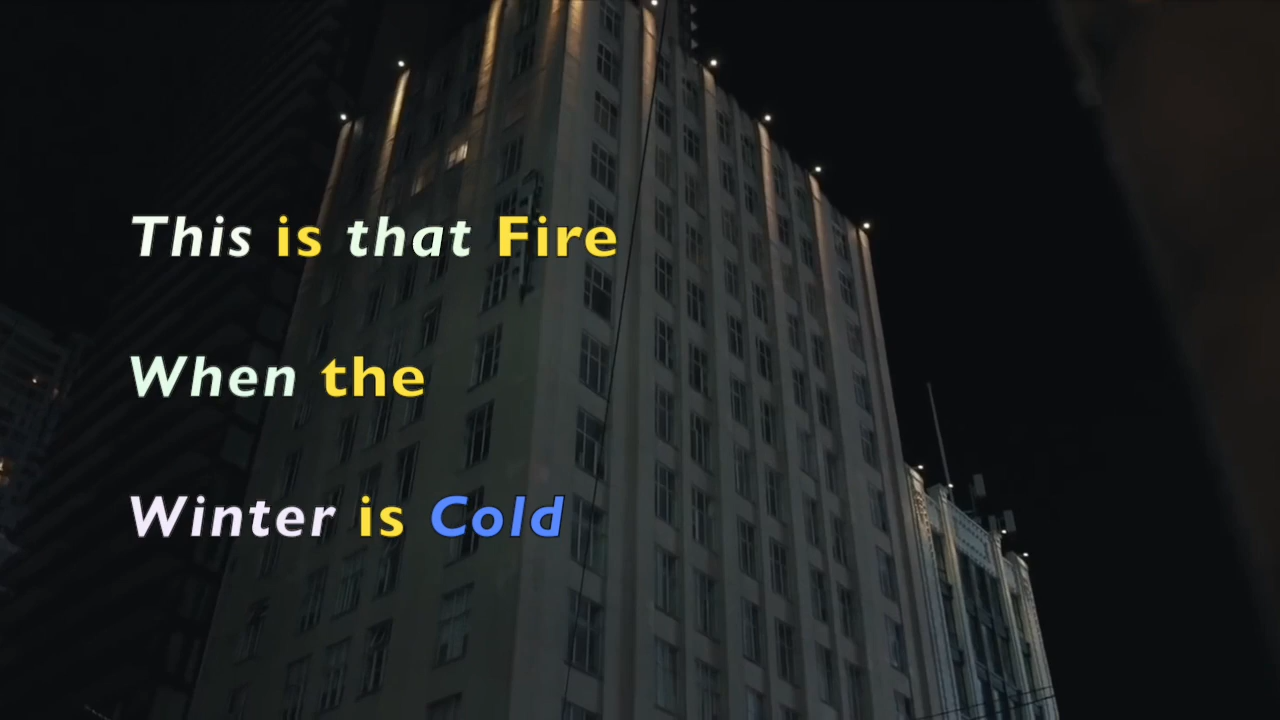 This is that Fire
When the
Winter is Cold